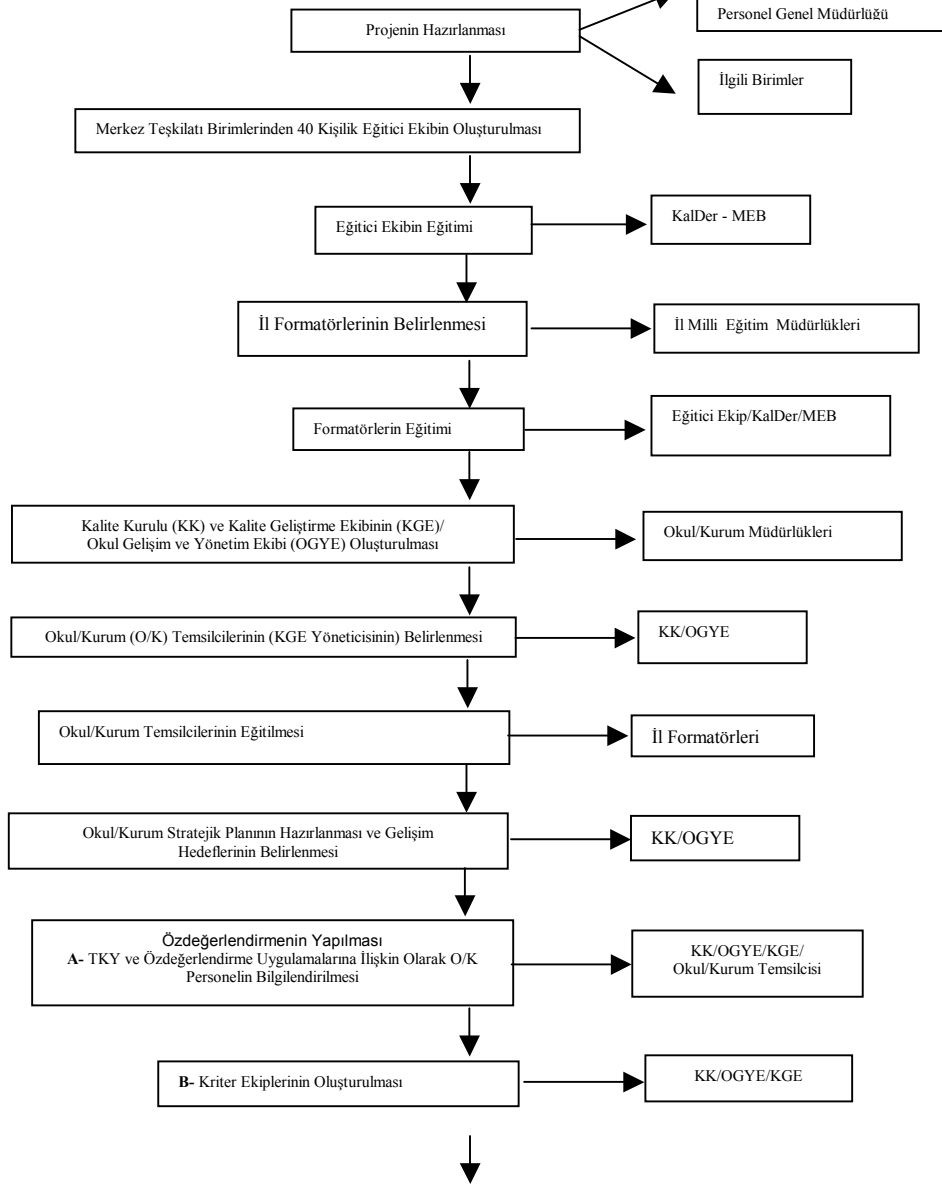 Personel Genel Müdürlüğü
Projenin Hazırlanması
İlgili Birimler
Merkez Teşkilatı Birimlerinden 40 Kişilik Eğitici Ekibin Oluşturulması
Eğitici Ekibin Eğitimi
KalDer - MEB
İl Formatörlerinin Belirlenmesi
İl Milli Eğitim Müdürlükleri
Formatörlerin Eğitimi
Eğitici Ekip/KalDer/MEB
Kalite Kurulu (KK) ve Kalite Geliştirme Ekibinin (KGE)/
Okul Gelişim ve Yönetim Ekibi (OGYE) Oluşturulması
Okul/Kurum Müdürlükleri
Okul/Kurum (O/K) Temsilcilerinin (KGE Yöneticisinin) Belirlenmesi
KK/OGYE
Okul/Kurum Temsilcilerinin Eğitilmesi
İl Formatörleri
Okul/Kurum Stratejik Planının Hazırlanması ve Gelişim
Hedeflerinin Belirlenmesi
KK/OGYE
Özdeğerlendirmenin Yapılması
A- TKY ve Özdeğerlendirme Uygulamalarına İlişkin Olarak O/K
Personelin Bilgilendirilmesi
KK/OGYE/KGE/
Okul/Kurum Temsilcisi
B- Kriter Ekiplerinin Oluşturulması
KK/OGYE/KGE